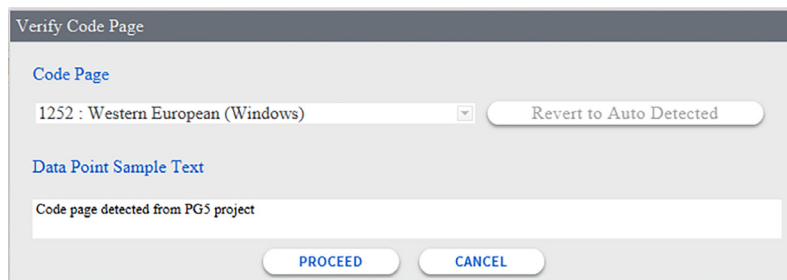 Verify Code Page
Code Page
1252 : Western European (Windows)
Revert to Auto Detected
Data Point Sample Text
Code page detected from PG5 project
PROCEED
CANCEL